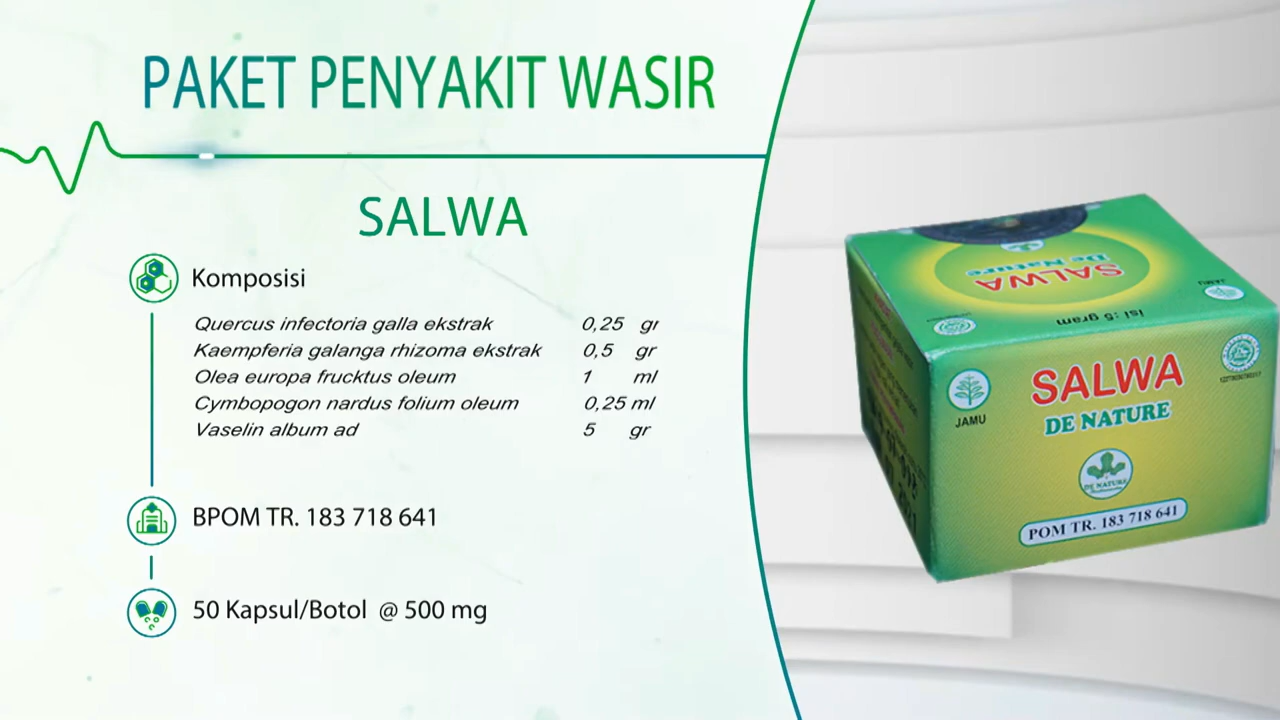 PAKET PENYAKIT WASIR
SALWA
Komposisi
Quercus infectoria galla ekstrak 0,25 gr
Kaempferia galanga rhizoma ekstrak 0,5 gr
Olea europa frucktus oleum 1 ml
Cymbopogon nardus folium oleum 0,25 ml
Vaselin album ad 5 gr
BPOM TR. 183 718 641
50 Kapsul/Botol @ 500 mg
SALWA
De Nature
isi : 5 gram
JAMU
SALWA
DE NATURE
JAMU
DE NATURE
POM TR. 183 718 641